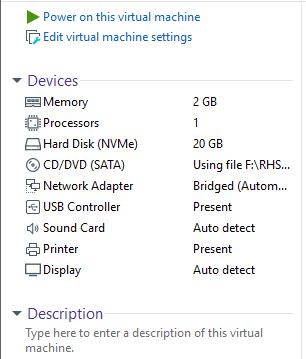 Power on this virtual machine
Edit virtual machine settings
Devices
Memory 2 GB
Processors 1
Hard Disk (NVMe) 20 GB
CD/DVD (SATA) Using file F:\RHS...
Network Adapter Bridged (Autom...
USB Controller Present
Sound Card Auto detect
Printer Present
Display Auto detect
Description
Type here to enter a description of this virtual
machine.